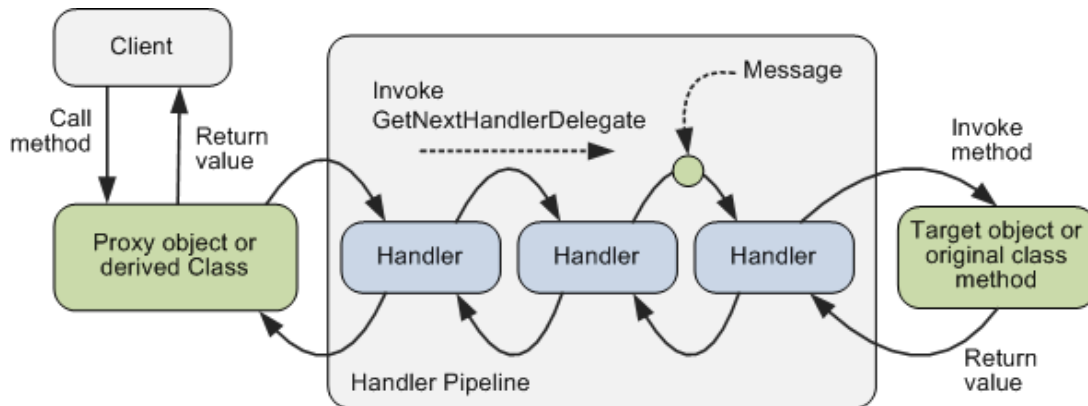 Client
Call
method
Return
value
Proxy object or
derived Class
Invoke
GetNextHandlerDelegate
Message
Handler
Handler
Handler
Handler Pipeline
Invoke
method
Target object or
original class
method
Return
value